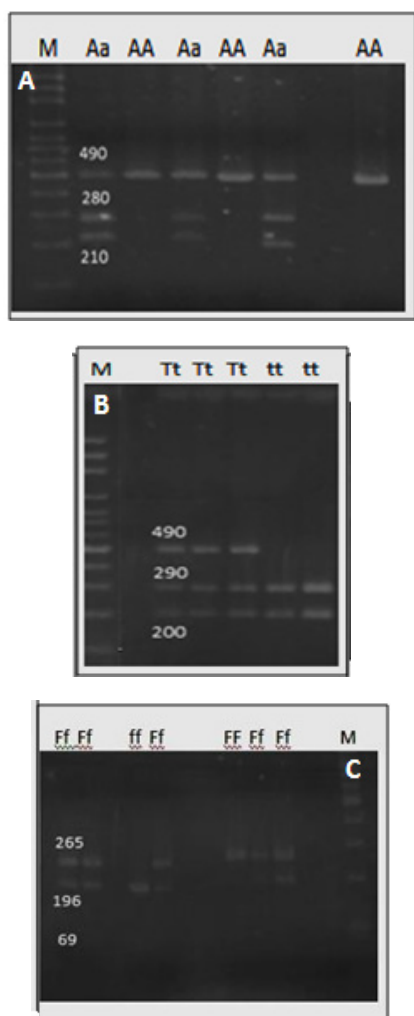 M Aa AA Aa AA Aa AA
A
490
280
210
M Tt Tt Tt tt tt
B
490
290
200
Ff Ff ff Ff FF Ff Ff M
C
265
196
69